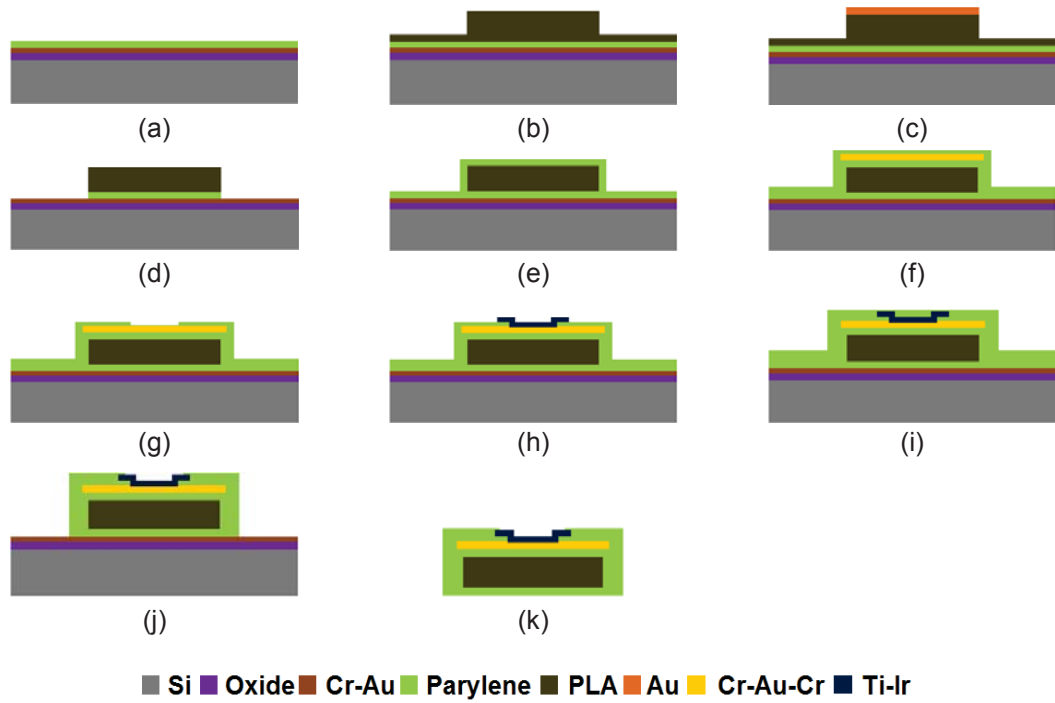 (a)
(b)
(c)
(d)
(e)
(f)
(g)
(h)
(i)
(j)
(k)
Si Oxide Cr-Au Parylene PLA Au Cr-Au-Cr Ti-Ir